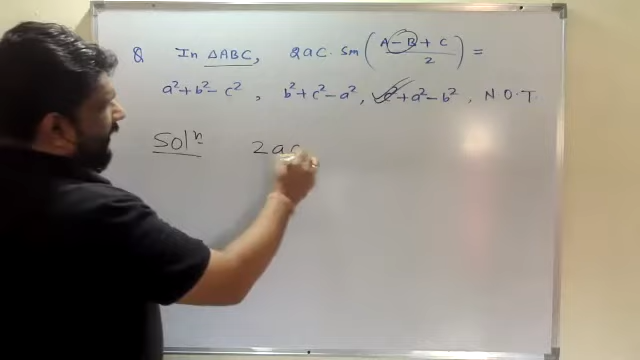 Q In ΔABC, 2ac. sin (A - B + C / 2) =
a² + b² - c², b² + c² - a², c² + a² - b², N.O.T.
Solⁿ 2ac